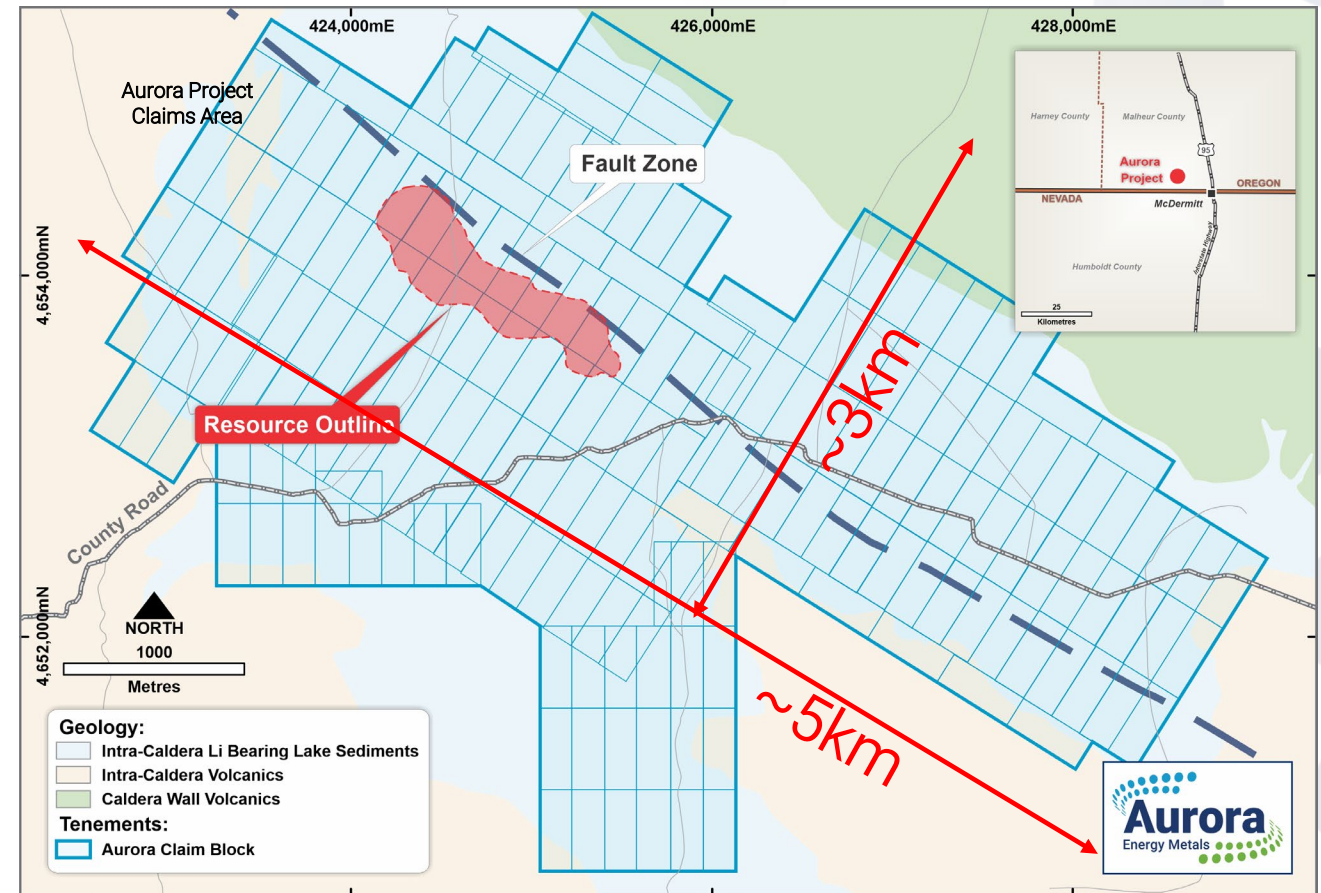 424,000mE
426,000mE
428,000mE
Aurora Project
Claims Area
Fault Zone
Harney County
Malheur County
95
Aurora
Project
OREGON
NEVADA
McDermitt
Interstate Highway
Humboldt County
25
Kilometres
4,654,000mN
~3km
Resource Outline
County Road
4,652,000mN
NORTH
1000
Metres
~5km
Geology:
Intra-Caldera Li Bearing Lake Sediments
Intra-Caldera Volcanics
Caldera Wall Volcanics
Tenements:
Aurora Claim Block
Aurora
Energy Metals